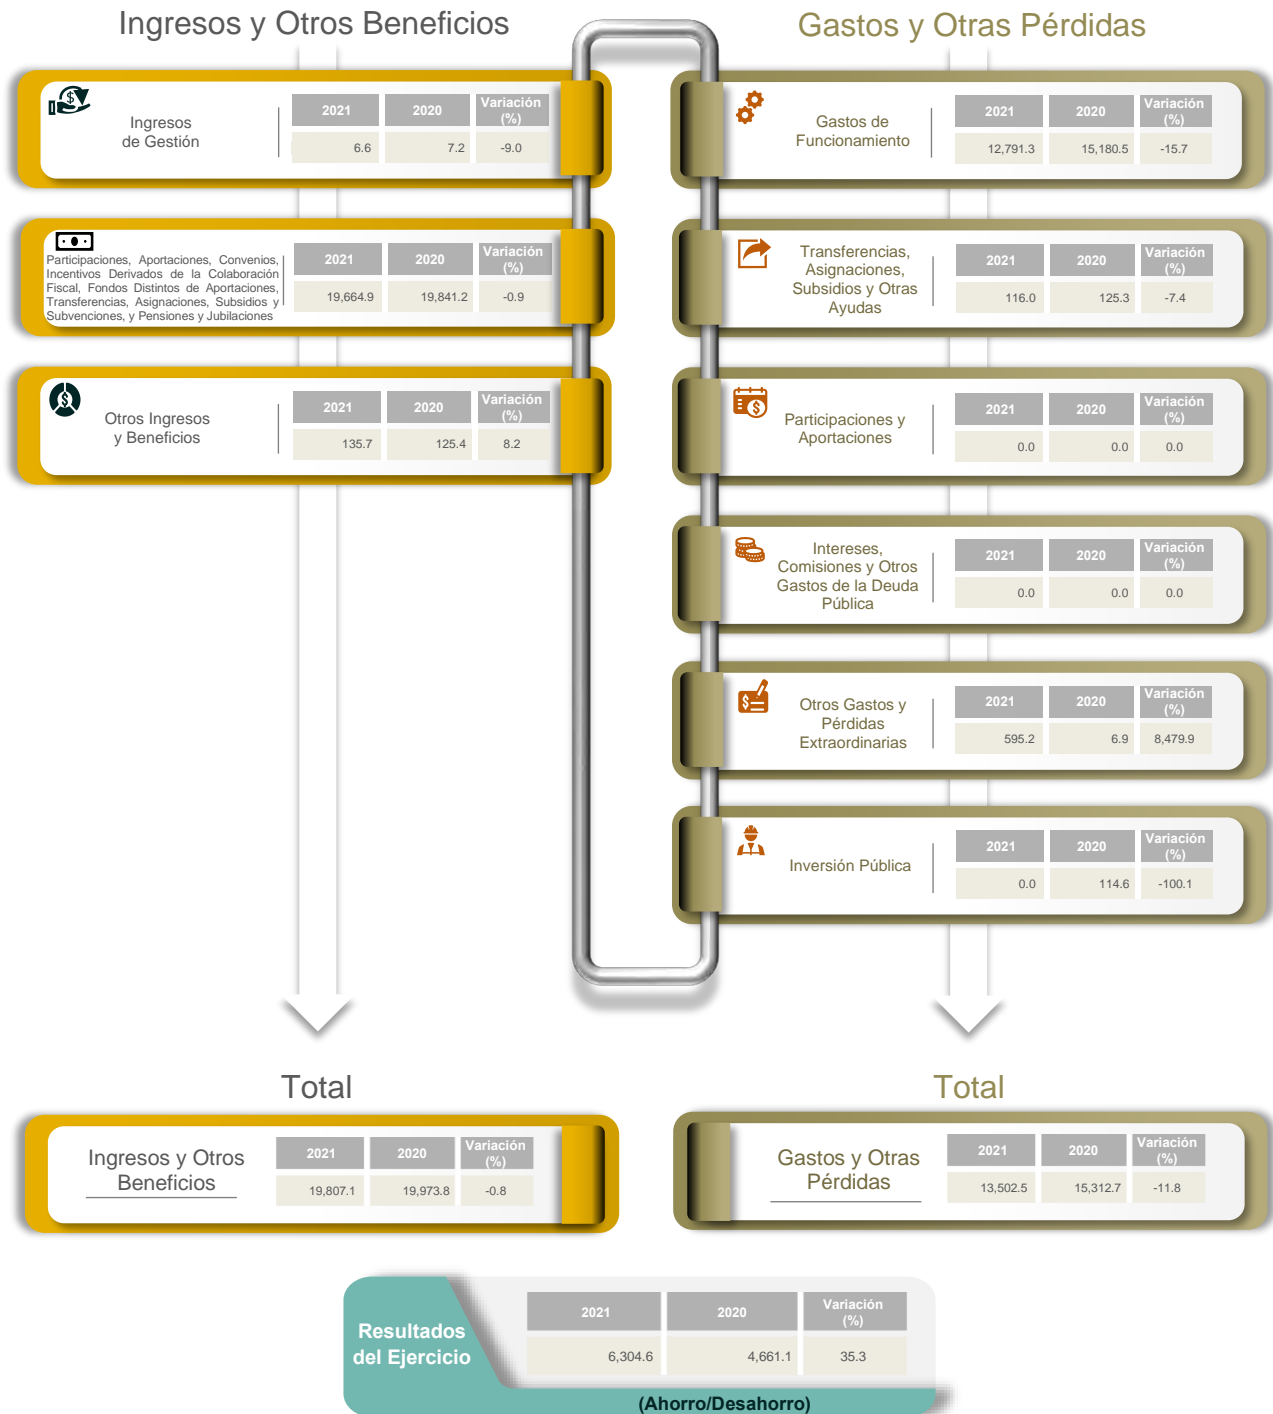 Ingresos y Otros Beneficios
Ingresos
de Gestión
2021 2020 Variación (%)
6.6 7.2 -9.0
Participaciones, Aportaciones, Convenios,
Incentivos Derivados de la Colaboración
Fiscal, Fondos Distintos de Aportaciones,
Transferencias, Asignaciones, Subsidios y
Subvenciones, y Pensiones y Jubilaciones
2021 2020 Variación (%)
19,664.9 19,841.2 -0.9
Otros Ingresos
y Beneficios
2021 2020 Variación (%)
135.7 125.4 8.2
Total
Ingresos y Otros
Beneficios
2021 2020 Variación (%)
19,807.1 19,973.8 -0.8
Gastos y Otras Pérdidas
Gastos de
Funcionamiento
2021 2020 Variación (%)
12,791.3 15,180.5 -15.7
Transferencias,
Asignaciones,
Subsidios y Otras
Ayudas
2021 2020 Variación (%)
116.0 125.3 -7.4
Participaciones y
Aportaciones
2021 2020 Variación (%)
0.0 0.0 0.0
Intereses,
Comisiones y Otros
Gastos de la Deuda
Pública
2021 2020 Variación (%)
0.0 0.0 0.0
Otros Gastos y
Pérdidas
Extraordinarias
2021 2020 Variación (%)
595.2 6.9 8,479.9
Inversión Pública
2021 2020 Variación (%)
0.0 114.6 -100.1
Total
Gastos y Otras
Pérdidas
2021 2020 Variación (%)
13,502.5 15,312.7 -11.8
Resultados
del Ejercicio
2021 2020 Variación (%)
6,304.6 4,661.1 35.3
(Ahorro/Desahorro)